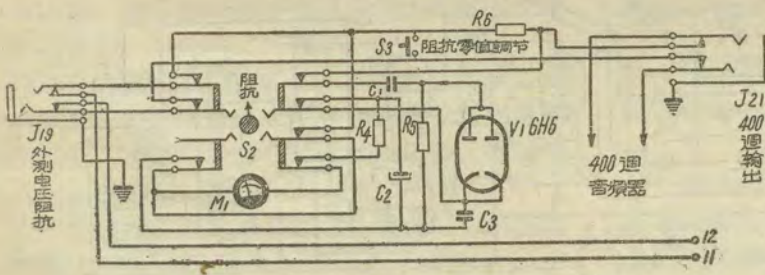 R6
S3 阻抗零值調节
阻抗
C1
J19
外測电压阻抗
S2
R4
R5
V1 6H6
J21
400週輸出
400週音頻器
M1
C2
C3
12
11